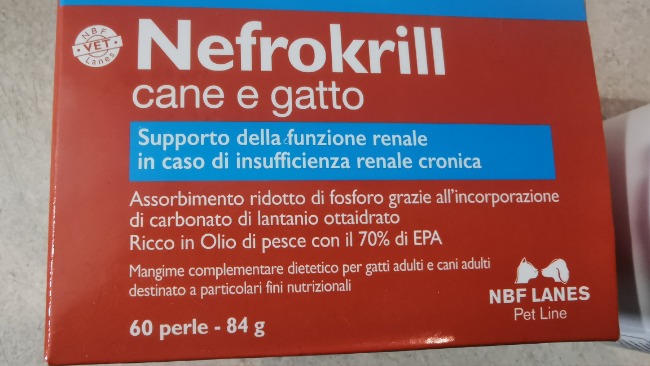 NBF
VET
Lanes
Nefrokrill
cane e gatto
Supporto della funzione renale
in caso di insufficienza renale cronica
Assorbimento ridotto di fosforo grazie all'incorporazione
di carbonato di lantanio ottaidrato
Ricco in Olio di pesce con il 70% di EPA
Mangime complementare dietetico per gatti adulti e cani adulti
destinato a particolari fini nutrizionali
NBF LANES
Pet Line
60 perle - 84 g